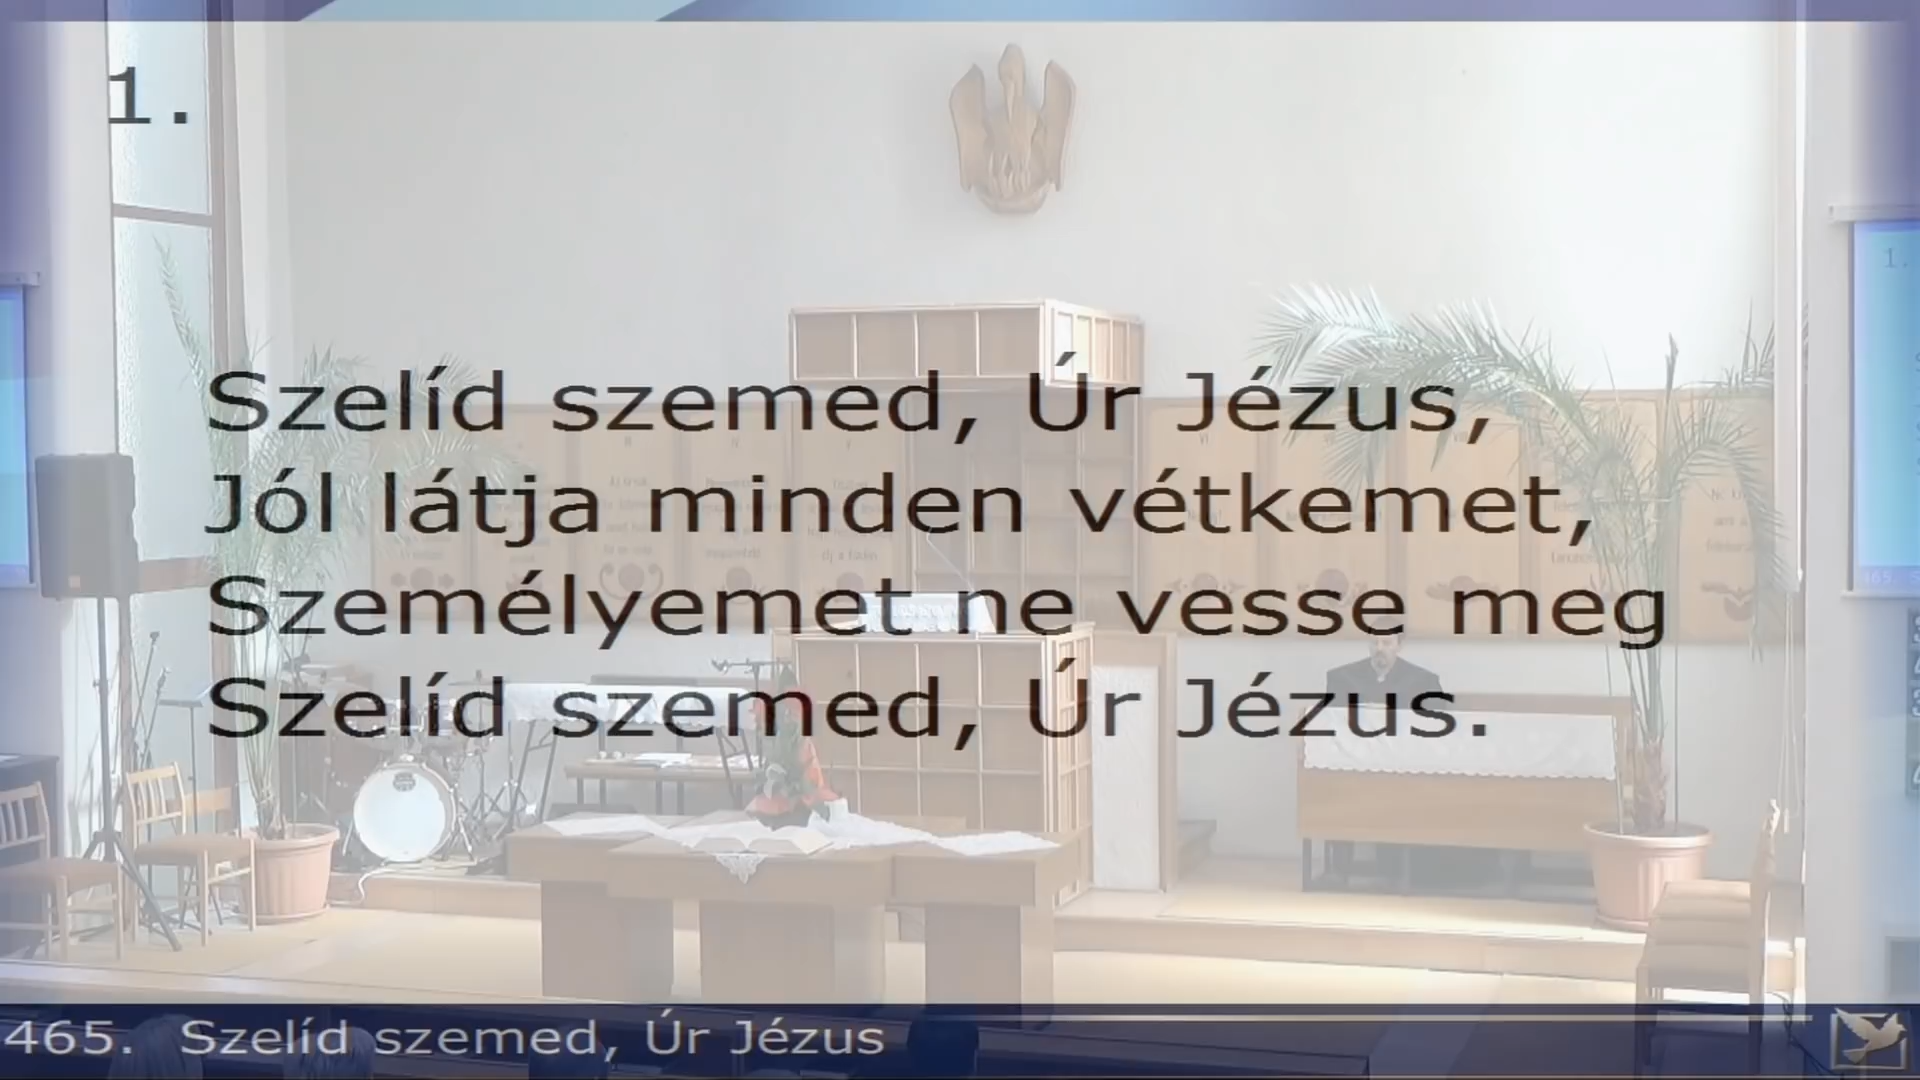 1.
Szelíd szemed, Úr Jézus,
Jól látja minden vétkemet,
Személyemet ne vesse meg
Szelíd szemed, Úr Jézus.
465. Szelíd szemed, Úr Jézus